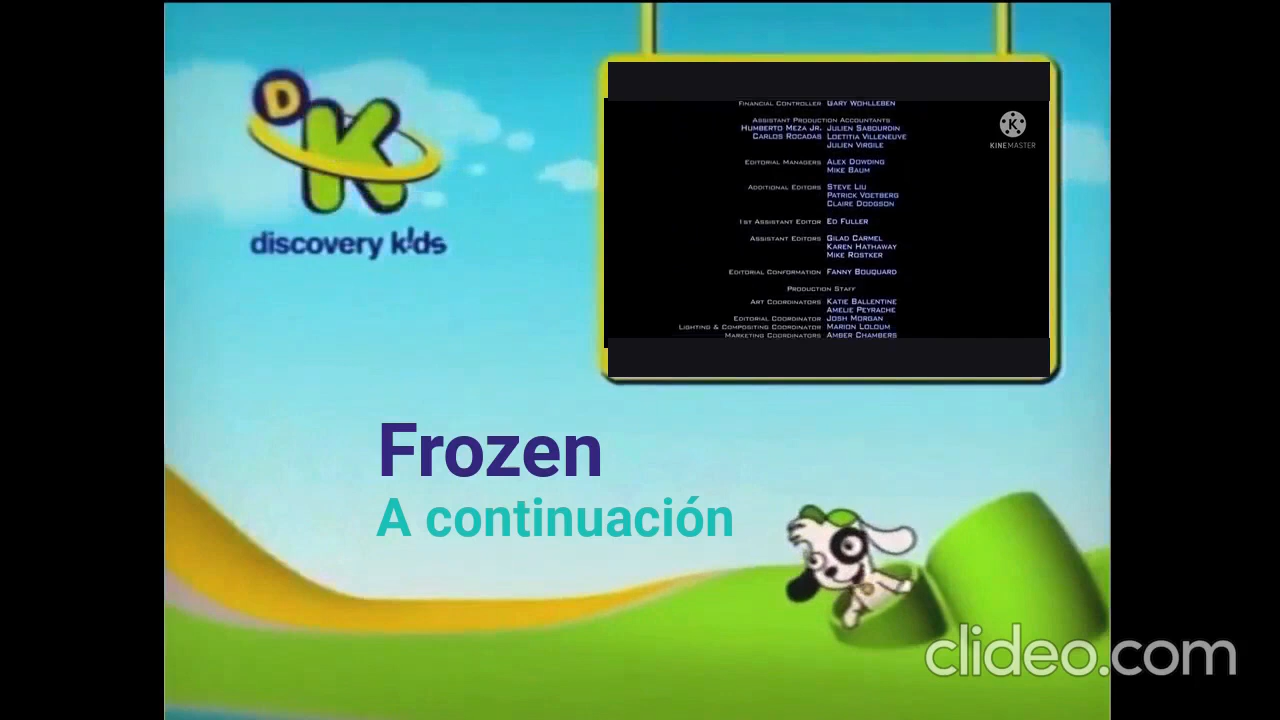 DK
discovery kids
Financial Controller Gary Wohlleben
Assistant Production Accountants
Humberto Meza Jr. Julien Sabourdin
Carlos Rocadas Loetitia Villeneuve
Julien Virgile
Editorial Managers Alex Dowding
Mike Baum
Additional Editors Steve Liu
Patrick Voetberg
Claire Dodgson
1st Assistant Editor Ed Fuller
Assistant Editors Gilad Carmel
Karen Hathaway
Mike Rostker
Editorial Conformation Fanny Bouquard
Production Staff
Art Coordinators Katie Ballentine
Amelie Peyrache
Editorial Coordinator Josh Morgan
Lighting & Compositing Coordinator Marion Loloum
Marketing Coordinators Amber Chambers
K
KINEMASTER
Frozen
A continuación
clideo.com